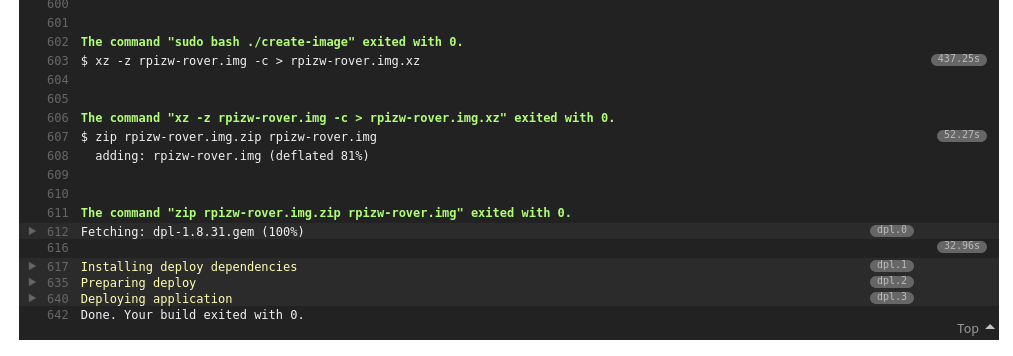 600
601
602 The command "sudo bash ./create-image" exited with 0.
603 $ xz -z rpizw-rover.img -c > rpizw-rover.img.xz 437.25s
604
605
606 The command "xz -z rpizw-rover.img -c > rpizw-rover.img.xz" exited with 0.
607 $ zip rpizw-rover.img.zip rpizw-rover.img 52.27s
608 adding: rpizw-rover.img (deflated 81%)
609
610
611 The command "zip rpizw-rover.img.zip rpizw-rover.img" exited with 0.
612 Fetching: dpl-1.8.31.gem (100%) dpl.0
616 32.96s
617 Installing deploy dependencies dpl.1
635 Preparing deploy dpl.2
640 Deploying application dpl.3
642 Done. Your build exited with 0.
Top